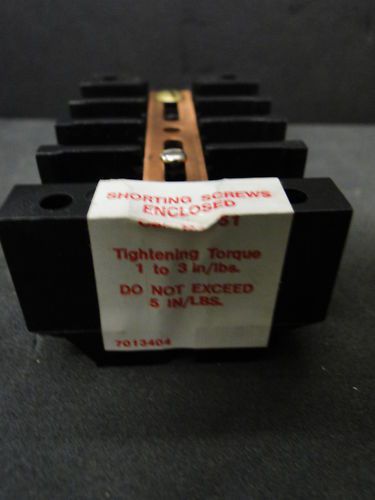 SHORTING SCREWS
ENCLOSED
Tightening Torque
1 to 3 in/lbs.
DO NOT EXCEED
5 IN/LBS.
7013404